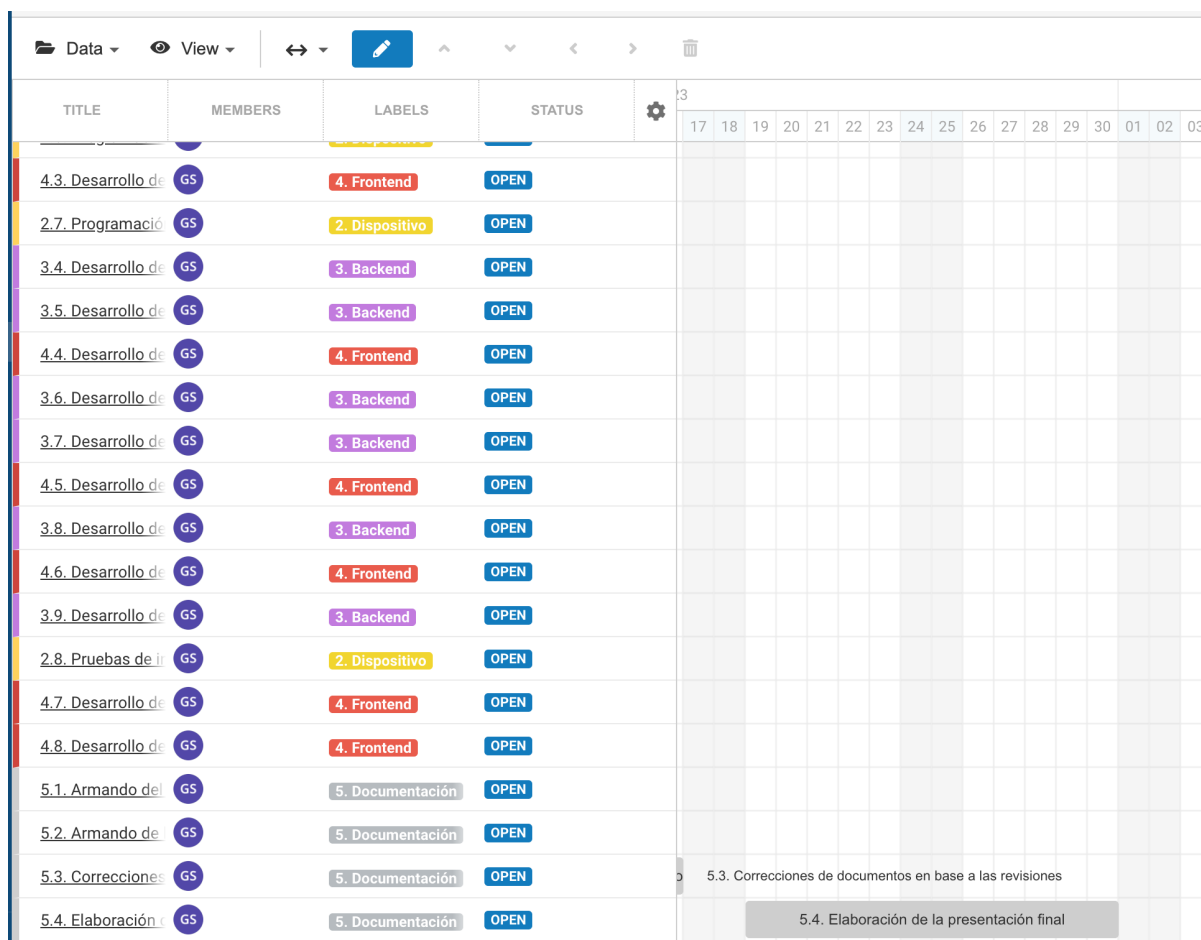 Data View
TITLE MEMBERS LABELS STATUS
23
17 18 19 20 21 22 23 24 25 26 27 28 29 30 01 02 03
2. Dispositivo
4.3. Desarrollo de GS 4. Frontend OPEN
2.7. Programació GS 2. Dispositivo OPEN
3.4. Desarrollo de GS 3. Backend OPEN
3.5. Desarrollo de GS 3. Backend OPEN
4.4. Desarrollo de GS 4. Frontend OPEN
3.6. Desarrollo de GS 3. Backend OPEN
3.7. Desarrollo de GS 3. Backend OPEN
4.5. Desarrollo de GS 4. Frontend OPEN
3.8. Desarrollo de GS 3. Backend OPEN
4.6. Desarrollo de GS 4. Frontend OPEN
3.9. Desarrollo de GS 3. Backend OPEN
2.8. Pruebas de in GS 2. Dispositivo OPEN
4.7. Desarrollo de GS 4. Frontend OPEN
4.8. Desarrollo de GS 4. Frontend OPEN
5.1. Armando del GS 5. Documentación OPEN
5.2. Armando de GS 5. Documentación OPEN
5.3. Correcciones GS 5. Documentación OPEN o 5.3. Correcciones de documentos en base a las revisiones
5.4. Elaboración GS 5. Documentación OPEN 5.4. Elaboración de la presentación final